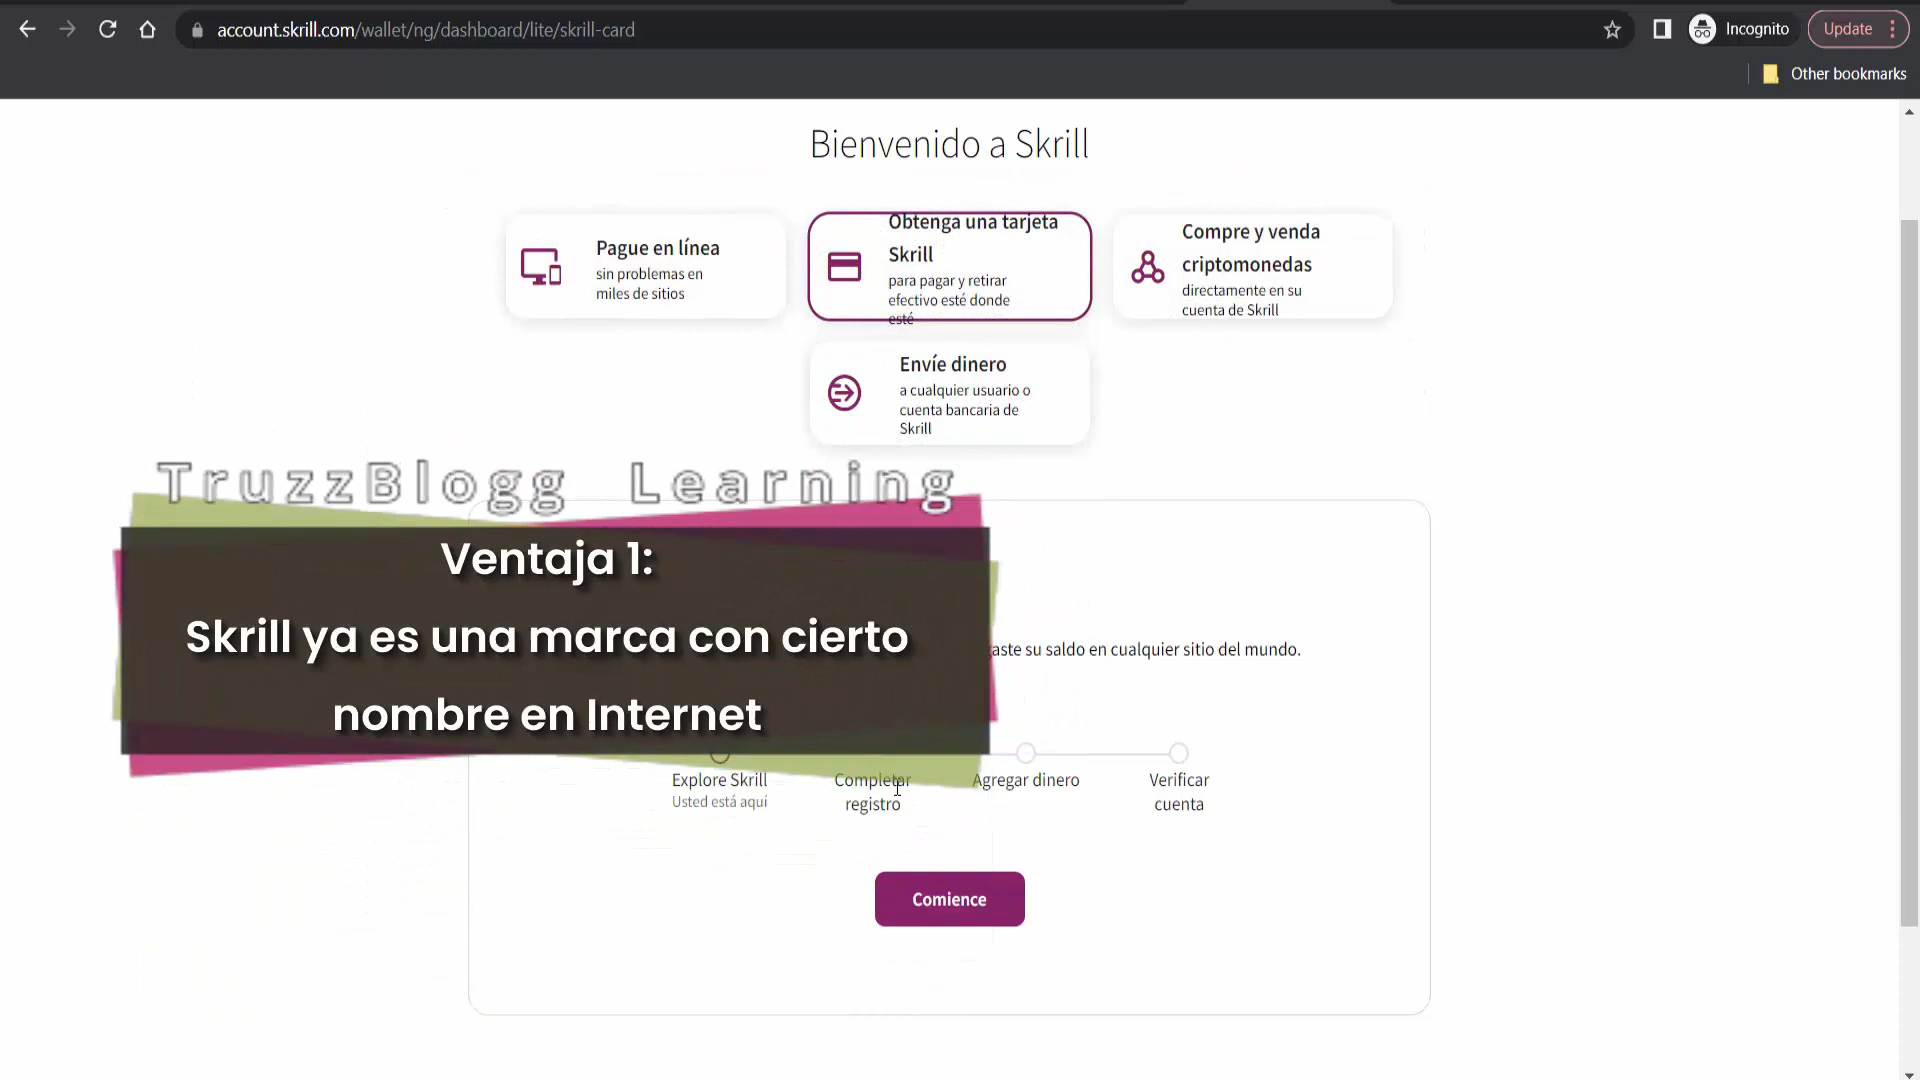 account.skrill.com/wallet/ng/dashboard/lite/skrill-card
Incognito
Update
Other bookmarks
Bienvenido a Skrill
Pague en línea
sin problemas en
miles de sitios
Obtenga una tarjeta
Skrill
para pagar y retirar
efectivo esté donde
esté
Compre y venda
criptomonedas
directamente en su
cuenta de Skrill
Envíe dinero
a cualquier usuario o
cuenta bancaria de
Skrill
TruzzBlogg Learning
Ventaja 1:
Skrill ya es una marca con cierto
nombre en Internet
su saldo en cualquier sitio del mundo.
Explore Skrill
Usted está aquí
Completar
registro
Agregar dinero
Verificar
cuenta
Comience